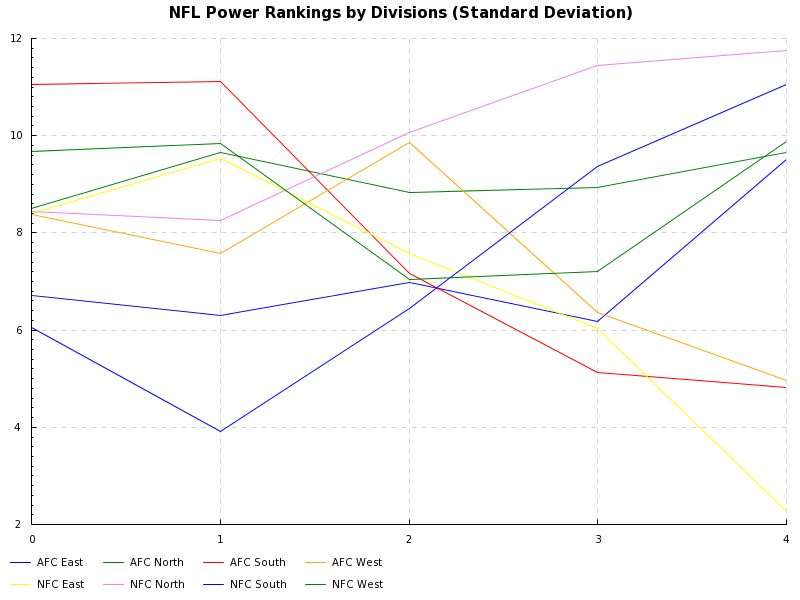 NFL Power Rankings by Divisions (Standard Deviation)
12
10
8
6
4
2
0 1 2 3 4
AFC East AFC North AFC South AFC West
NFC East NFC North NFC South NFC West